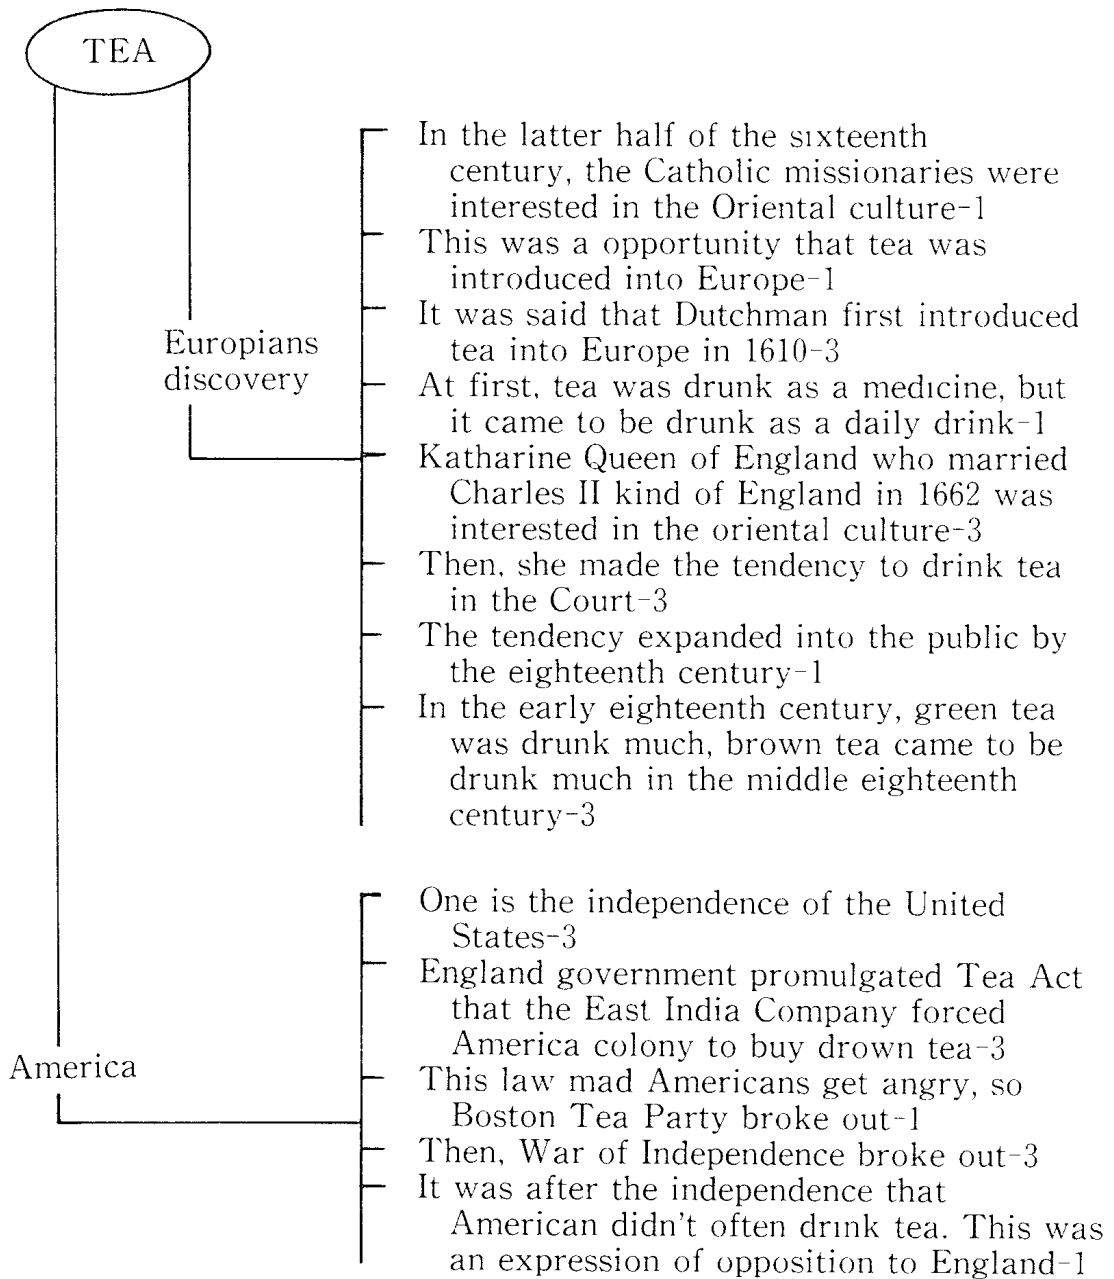 TEA
In the latter half of the sixteenth
century, the Catholic missionaries were
interested in the Oriental culture-1
This was a opportunity that tea was
introduced into Europe-1
It was said that Dutchman first introduced
tea into Europe in 1610-3
Europians
discovery
At first, tea was drunk as a medicine, but
it came to be drunk as a daily drink-1
Katharine Queen of England who married
Charles II kind of England in 1662 was
interested in the oriental culture-3
Then, she made the tendency to drink tea
in the Court-3
The tendency expanded into the public by
the eighteenth century-1
In the early eighteenth century, green tea
was drunk much, brown tea came to be
drunk much in the middle eighteenth
century-3
One is the independence of the United
States-3
England government promulgated Tea Act
that the East India Company forced
America colony to buy drown tea-3
America
This law mad Americans get angry, so
Boston Tea Party broke out-1
Then, War of Independence broke out-3
It was after the independence that
American didn't often drink tea. This was
an expression of opposition to England-1